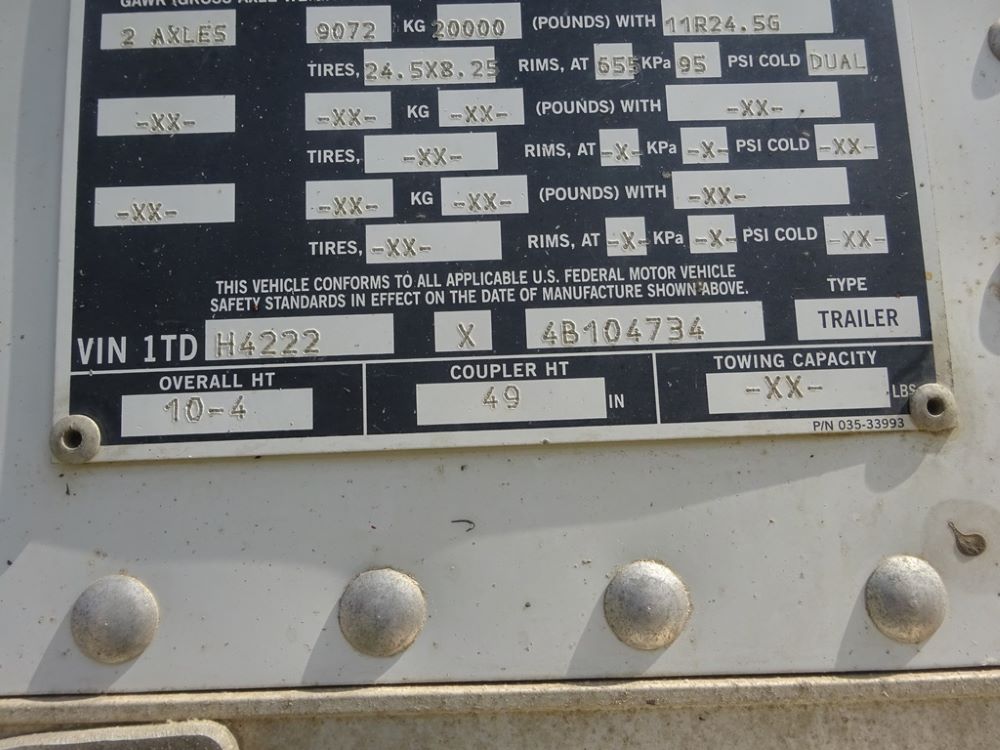 GAWR (GROSS AXLE
2 AXLES 9072 KG 20000 (POUNDS) WITH 11R24.5G
TIRES, 24.5X8.25 RIMS, AT 655 KPa 95 PSI COLD DUAL
-XX- -XX- KG -XX- (POUNDS) WITH -XX-
TIRES, -XX- RIMS, AT -X- KPa -X- PSI COLD -XX-
-XX- -XX- KG -XX- (POUNDS) WITH -XX-
TIRES, -XX- RIMS, AT -X- KPa -X- PSI COLD -XX-
THIS VEHICLE CONFORMS TO ALL APPLICABLE U.S. FEDERAL MOTOR VEHICLE
SAFETY STANDARDS IN EFFECT ON THE DATE OF MANUFACTURE SHOWN ABOVE.
TYPE
VIN 1TD H4222 X 4B104734 TRAILER
OVERALL HT COUPLER HT TOWING CAPACITY
10-4 49 IN -XX- LBS
P/N 035-33993